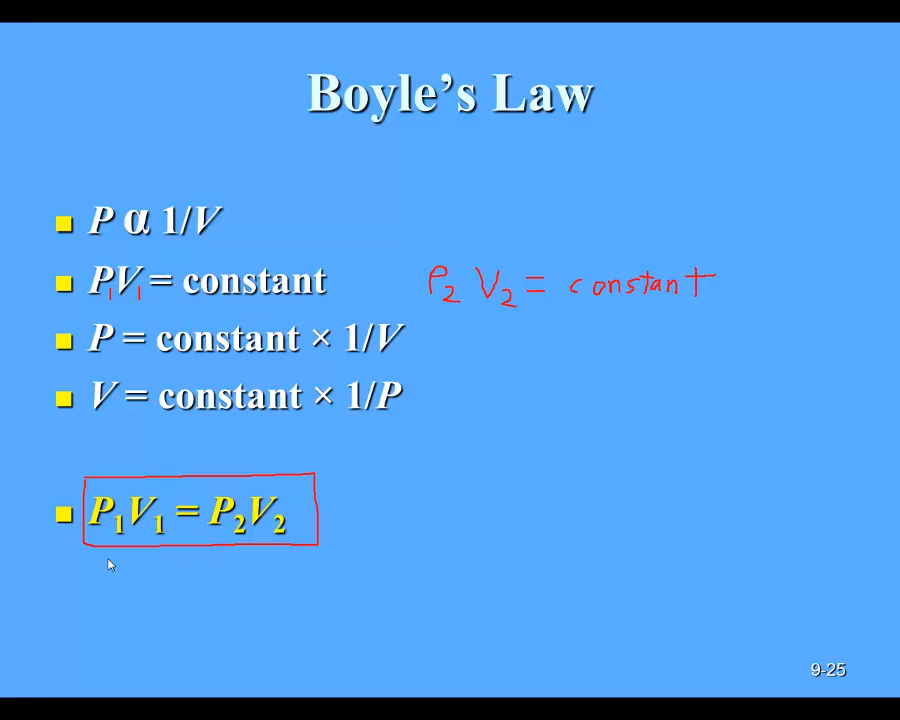 Boyle's Law
P α 1/V
P₁V₁ = constant P₂ V₂ = constant
P = constant × 1/V
V = constant × 1/P
P₁V₁ = P₂V₂
9-25